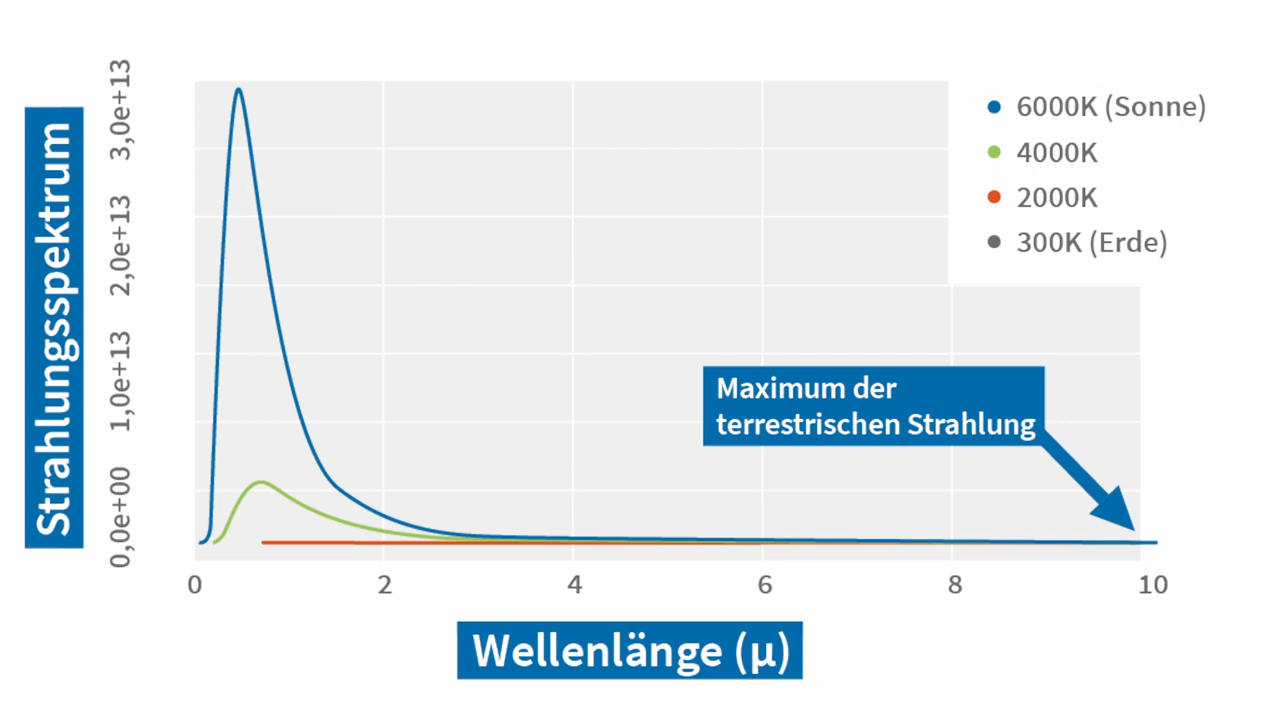 Strahlungsspektrum
3,0e+13
2,0e+13
1,0e+13
0,0e+00
6000K (Sonne)
4000K
2000K
300K (Erde)
Maximum der
terrestrischen Strahlung
0 2 4 6 8 10
Wellenlänge (µ)